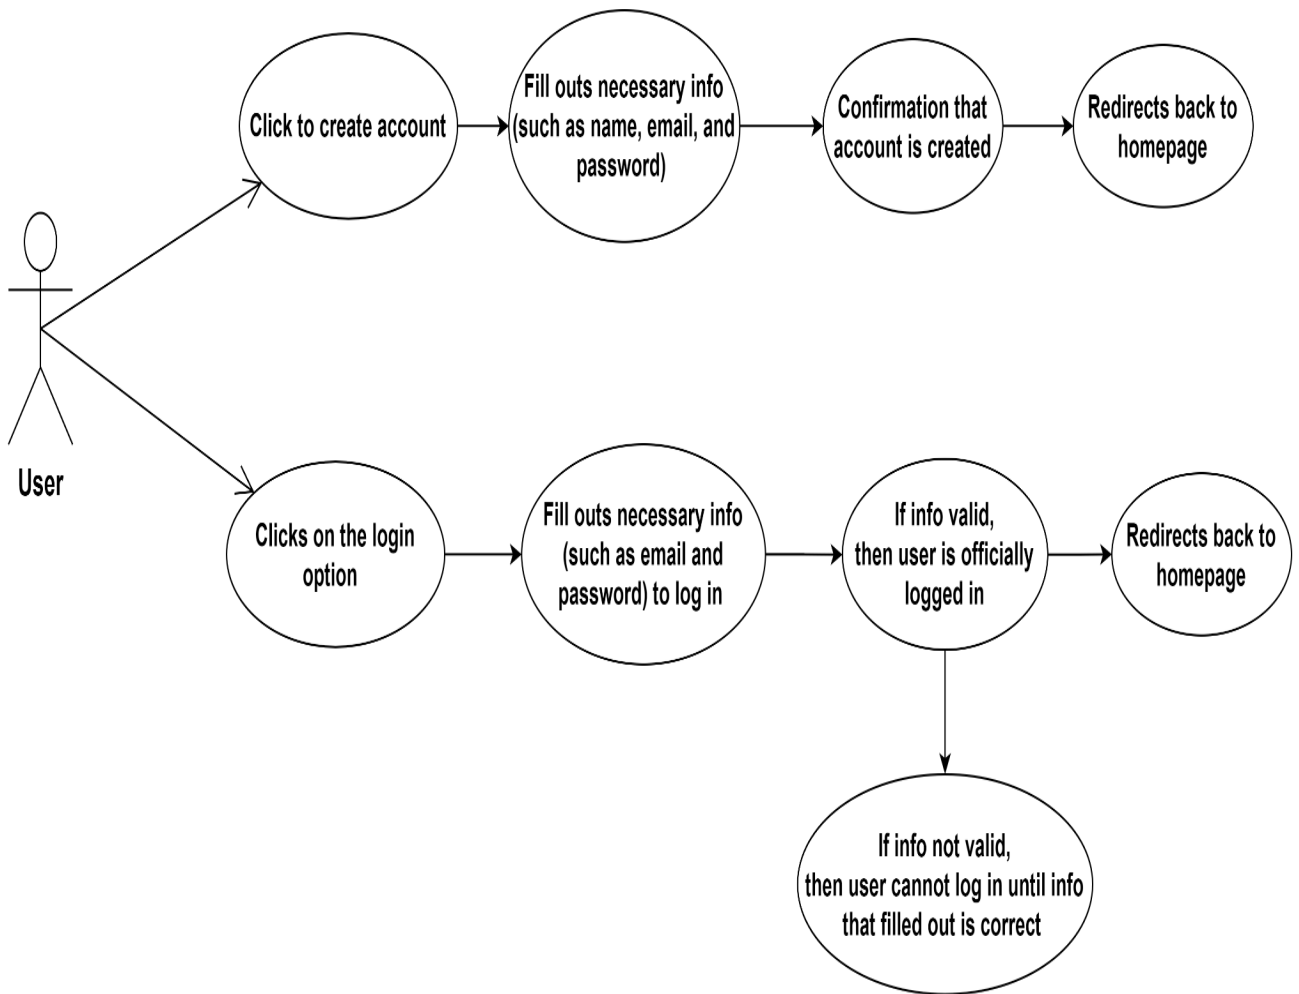 Click to create account
Fill outs necessary info
(such as name, email, and
password)
Confirmation that
account is created
Redirects back to
homepage
User
Clicks on the login
option
Fill outs necessary info
(such as email and
password) to log in
If info valid,
then user is officially
logged in
Redirects back to
homepage
If info not valid,
then user cannot log in until info
that filled out is correct